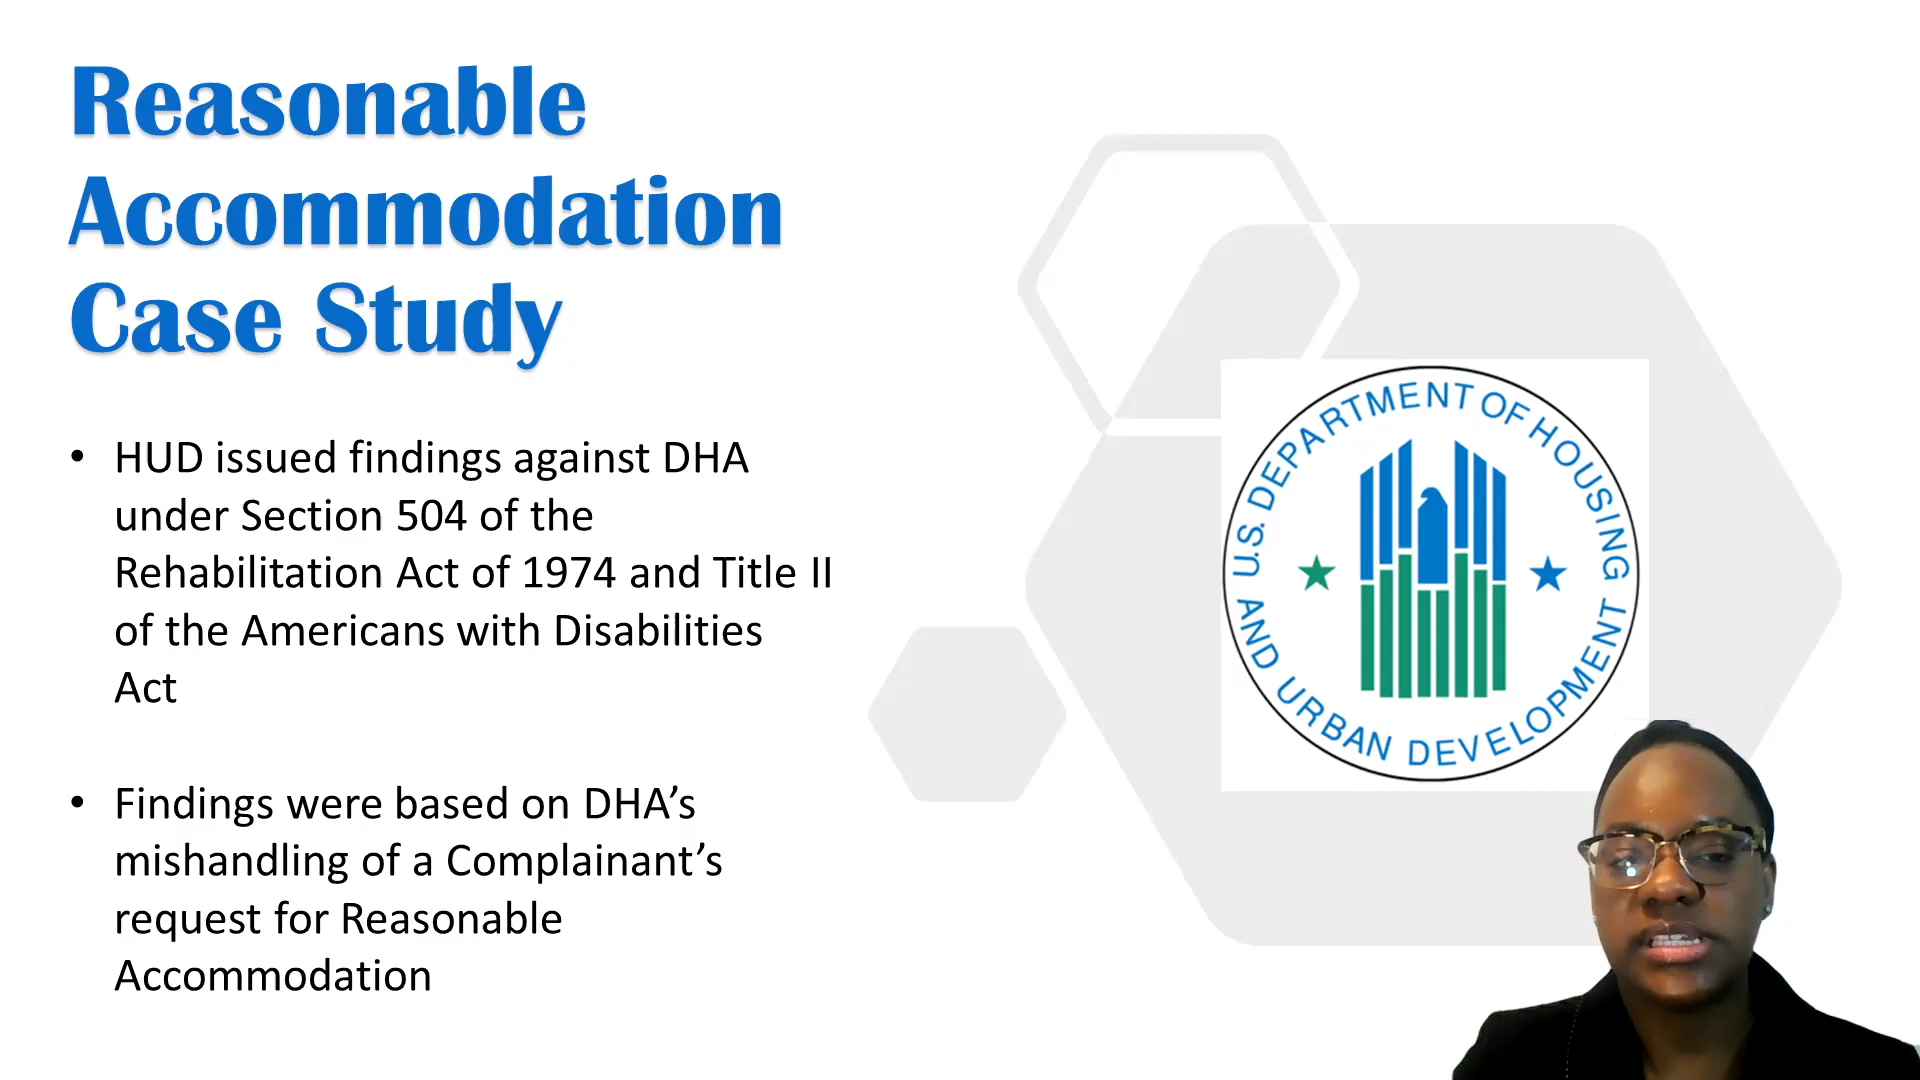 Reasonable
Accommodation
Case Study
• HUD issued findings against DHA
under Section 504 of the
Rehabilitation Act of 1974 and Title II
of the Americans with Disabilities
Act
• Findings were based on DHA’s
mishandling of a Complainant’s
request for Reasonable
Accommodation
U.S. DEPARTMENT OF HOUSING
AND URBAN DEVELOPMENT